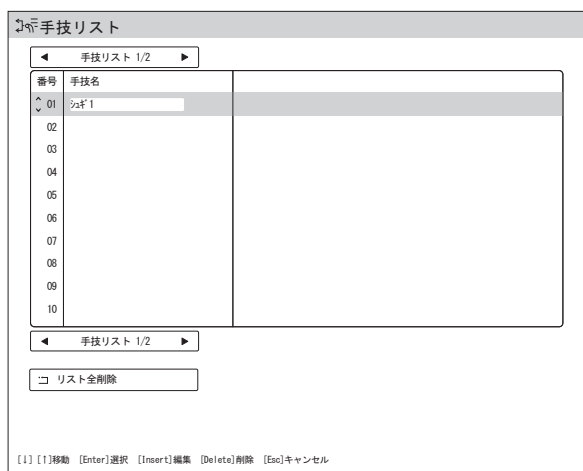 手技リスト
◀ 手技リスト 1/2 ▶
番号 手技名
01 ｼｭｷﾞ1
02
03
04
05
06
07
08
09
10
◀ 手技リスト 1/2 ▶
リスト全削除
[↓] [↑]移動 [Enter]選択 [Insert]編集 [Delete]削除 [Esc]キャンセル